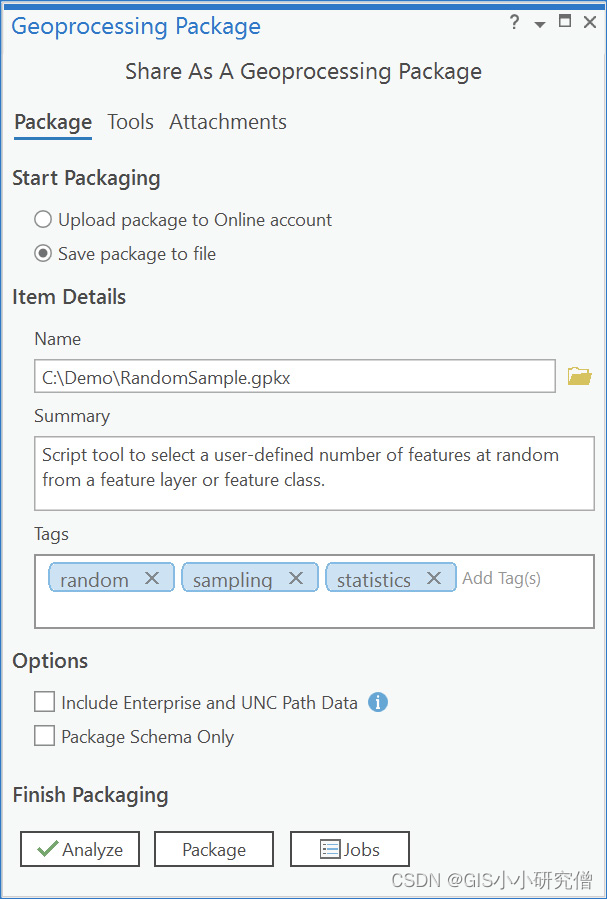 Geoprocessing Package
?
Share As A Geoprocessing Package
Package Tools Attachments
Start Packaging
Upload package to Online account
Save package to file
Item Details
Name
C:\Demo\RandomSample.gpkx
Summary
Script tool to select a user-defined number of features at random
from a feature layer or feature class.
Tags
random sampling statistics Add Tag(s)
Options
Include Enterprise and UNC Path Data
Package Schema Only
Finish Packaging
Analyze Package Jobs
CSDN @GIS小小研究僧